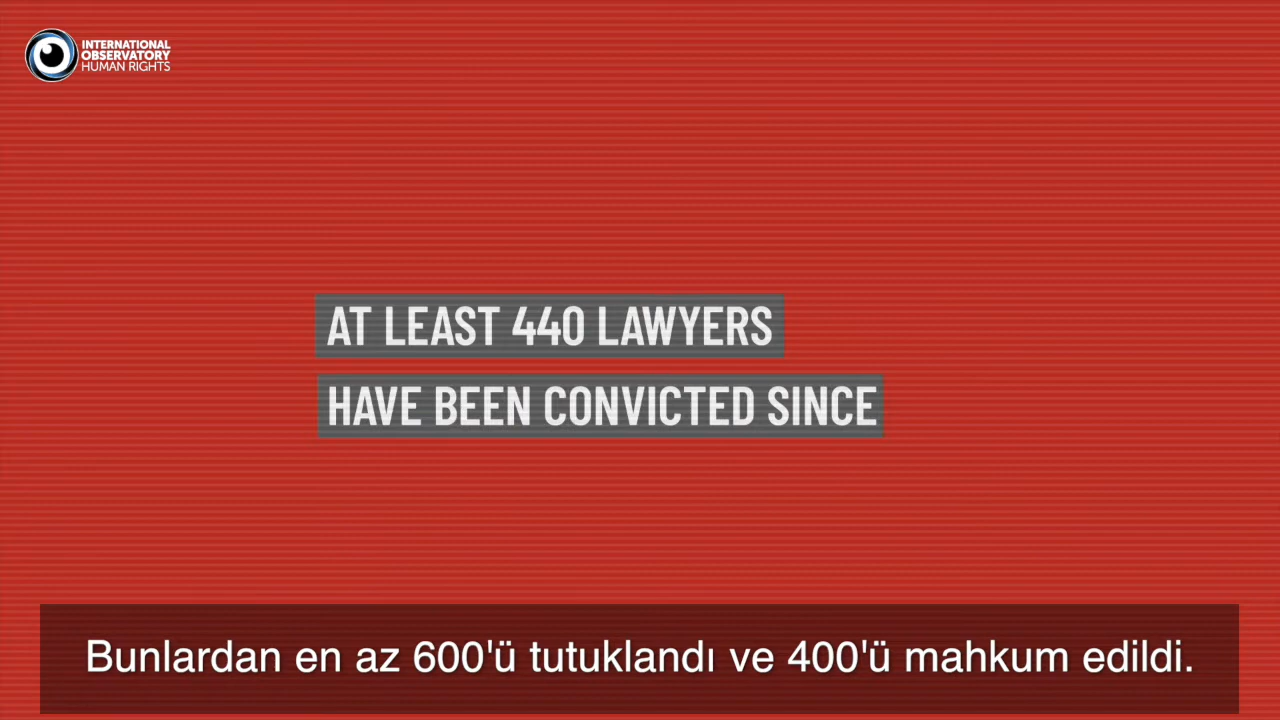 INTERNATIONAL
OBSERVATORY
HUMAN RIGHTS
AT LEAST 440 LAWYERS
HAVE BEEN CONVICTED SINCE
Bunlardan en az 600'ü tutuklandı ve 400'ü mahkum edildi.